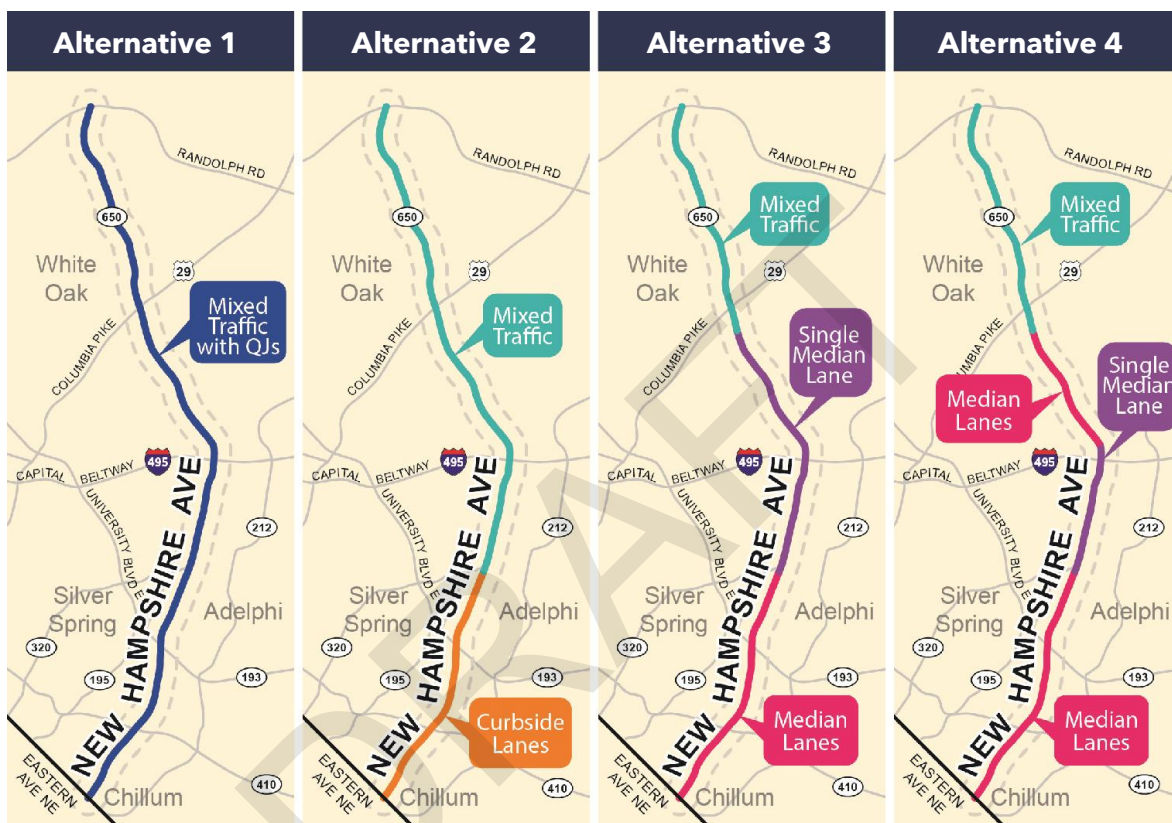 Alternative 1
RANDOLPH RD
650
29
White
Oak
Mixed
Traffic
with QJs
COLUMBIA PIKE
495
CAPITAL BELTWAY
UNIVERSITY BLVD E
212
NEW HAMPSHIRE AVE
Silver
Spring
Adelphi
320
195
193
EASTERN
AVE NE
Chillum
410
Alternative 2
RANDOLPH RD
650
29
White
Oak
Mixed
Traffic
COLUMBIA PIKE
495
CAPITAL BELTWAY
UNIVERSITY BLVD E
212
NEW HAMPSHIRE AVE
Silver
Spring
Adelphi
320
195
193
Curbside
Lanes
EASTERN
AVE NE
Chillum
410
Alternative 3
RANDOLPH RD
Mixed
Traffic
650
29
White
Oak
Single
Median
Lane
COLUMBIA PIKE
495
CAPITAL BELTWAY
UNIVERSITY BLVD E
212
NEW HAMPSHIRE AVE
Silver
Spring
Adelphi
320
195
193
Median
Lanes
EASTERN
AVE NE
Chillum
410
Alternative 4
RANDOLPH RD
Mixed
Traffic
650
29
White
Oak
UMBIA PIKE
Median
Lanes
Single
Median
Lane
495
CAPITAL BELTWAY
UNIVERSITY BLVD E
212
NEW HAMPSHIRE AVE
Silver
Spring
Adelphi
320
195
193
Median
Lanes
EASTERN
AVE NE
Chillum
410
DRAFT